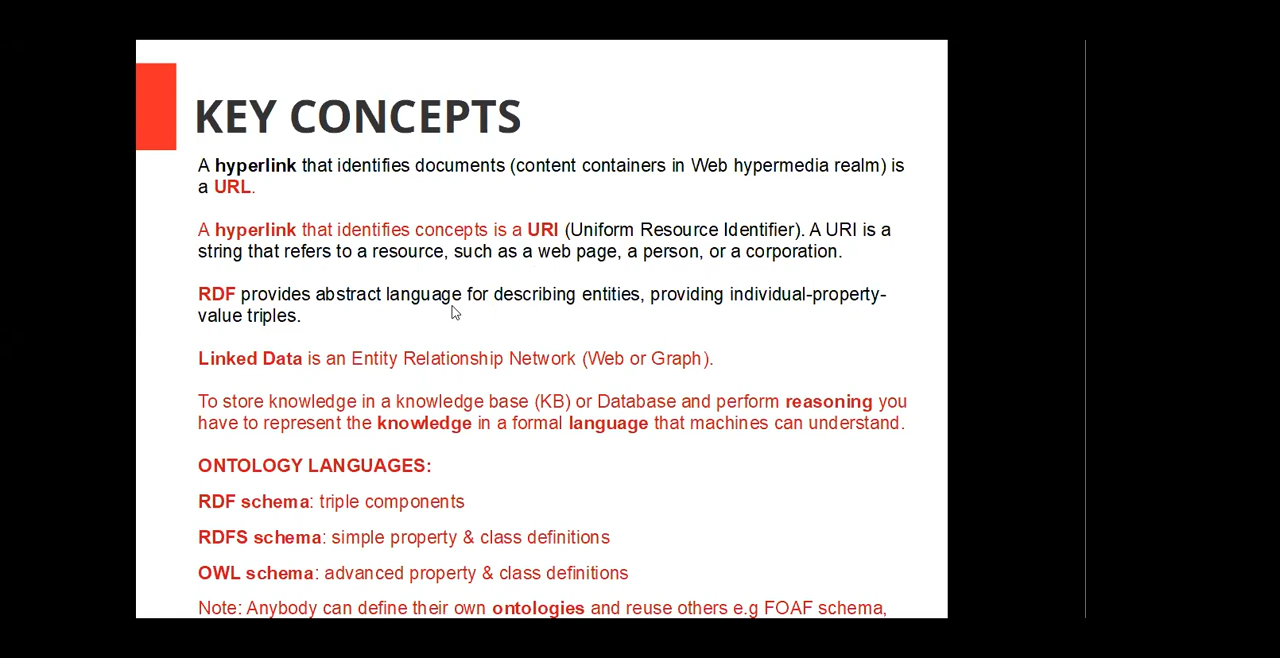 KEY CONCEPTS
A hyperlink that identifies documents (content containers in Web hypermedia realm) is
a URL.
A hyperlink that identifies concepts is a URI (Uniform Resource Identifier). A URI is a
string that refers to a resource, such as a web page, a person, or a corporation.
RDF provides abstract language for describing entities, providing individual-property-
value triples.
Linked Data is an Entity Relationship Network (Web or Graph).
To store knowledge in a knowledge base (KB) or Database and perform reasoning you
have to represent the knowledge in a formal language that machines can understand.
ONTOLOGY LANGUAGES:
RDF schema: triple components
RDFS schema: simple property & class definitions
OWL schema: advanced property & class definitions
Note: Anybody can define their own ontologies and reuse others e.g FOAF schema,